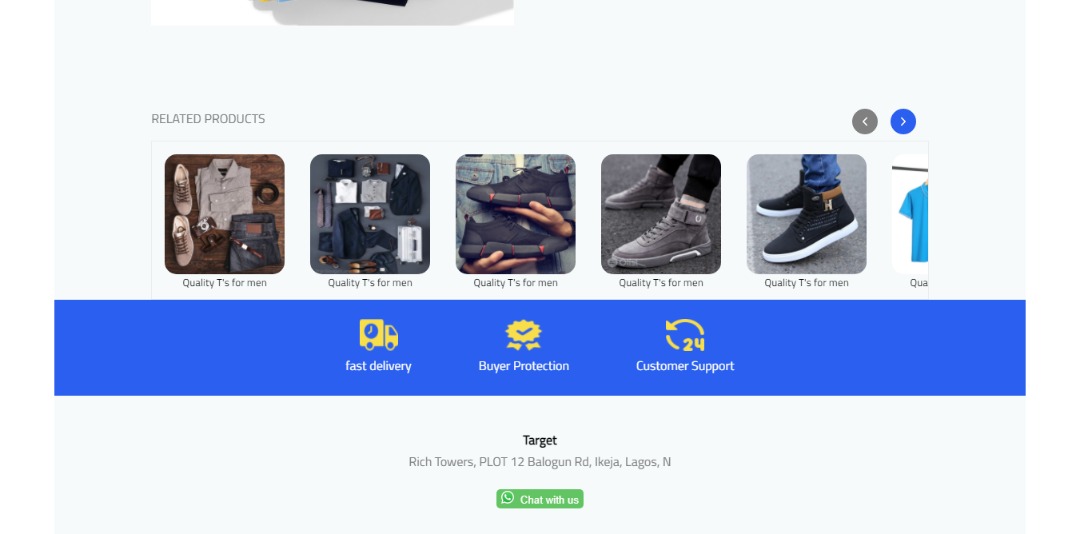 RELATED PRODUCTS
Quality T's for men
Quality T's for men
Quality T's for men
Quality T's for men
Quality T's for men
Qua
24
fast delivery
Buyer Protection
Customer Support
Target
Rich Towers, PLOT 12 Balogun Rd, Ikeja, Lagos, N
Chat with us